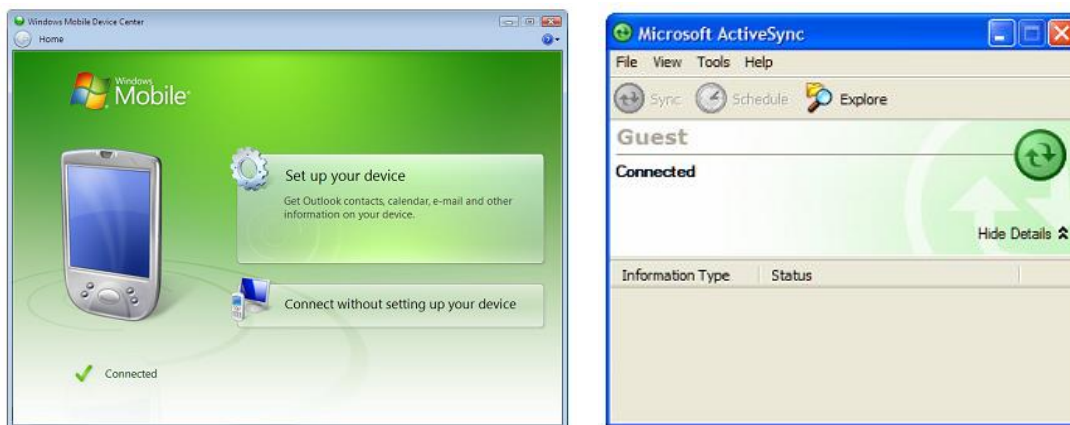 Windows Mobile Device Center
Home
Windows
Mobile
Set up your device
Get Outlook contacts, calendar, e-mail and other
information on your device.
Connect without setting up your device
Connected
Microsoft ActiveSync
File View Tools Help
Sync Schedule Explore
Guest
Connected
Hide Details
Information Type Status